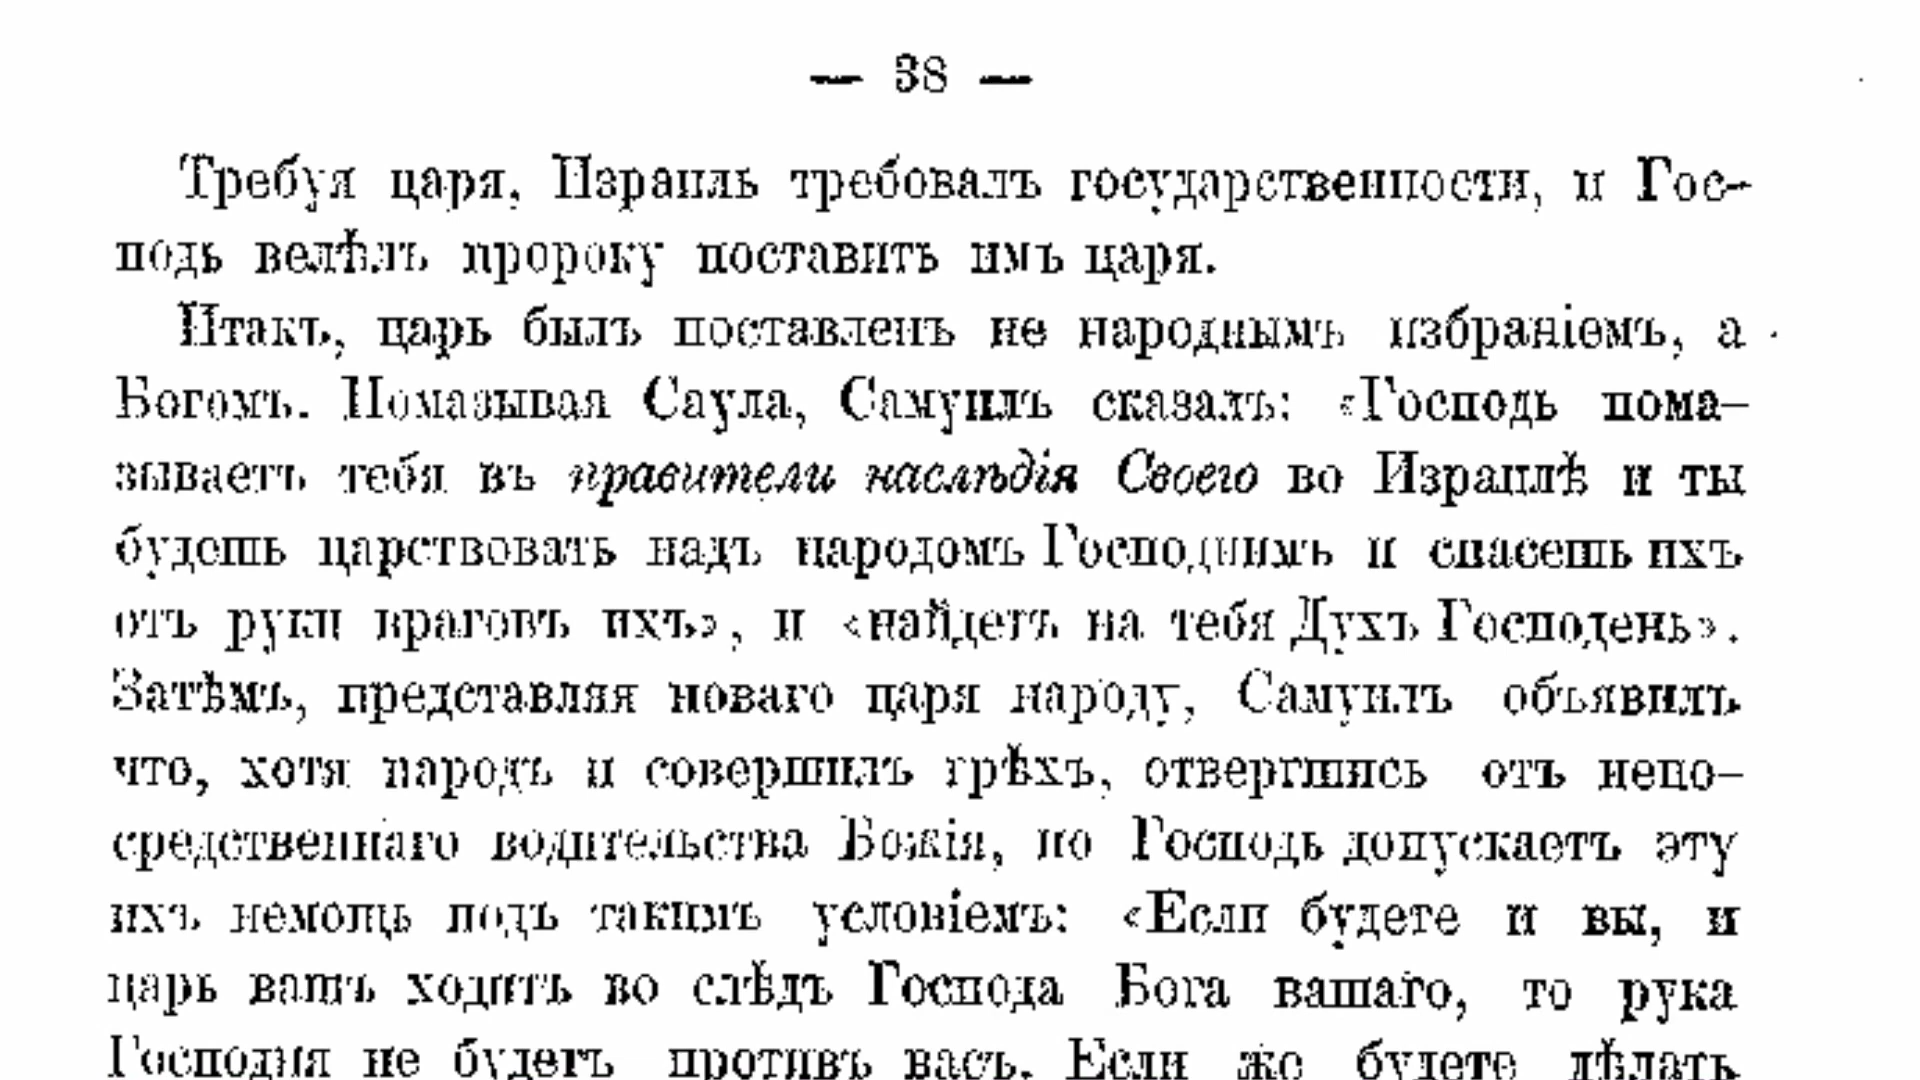 — 38 —
Требуя царя, Израиль требовалъ государственности, и Гос-
подь велѣлъ пророку поставить имъ царя.
Итакъ, царь былъ поставленъ не народнымъ избраніемъ, а
Богомъ. Помазывая Саула, Самуилъ сказалъ: «Господь пома-
зываетъ тебя въ правители наслѣдія Своего во Израилѣ и ты
будешь царствовать надъ народомъ Господнимъ и спасешь ихъ
отъ руки враговъ ихъ», и «найдетъ на тебя Духъ Господень».
Затѣмъ, представляя новаго царя народу, Самуилъ объявилъ
что, хотя народъ и совершилъ грѣхъ, отвергшись отъ непо-
средственнаго водительства Божія, но Господь допускаетъ эту
ихъ немощь подъ такимъ условіемъ: «Если будете и вы, и
царь вашъ ходить во слѣдъ Господа Бога вашаго, то рука
Господня не будетъ противъ васъ. Если же будете дѣлать